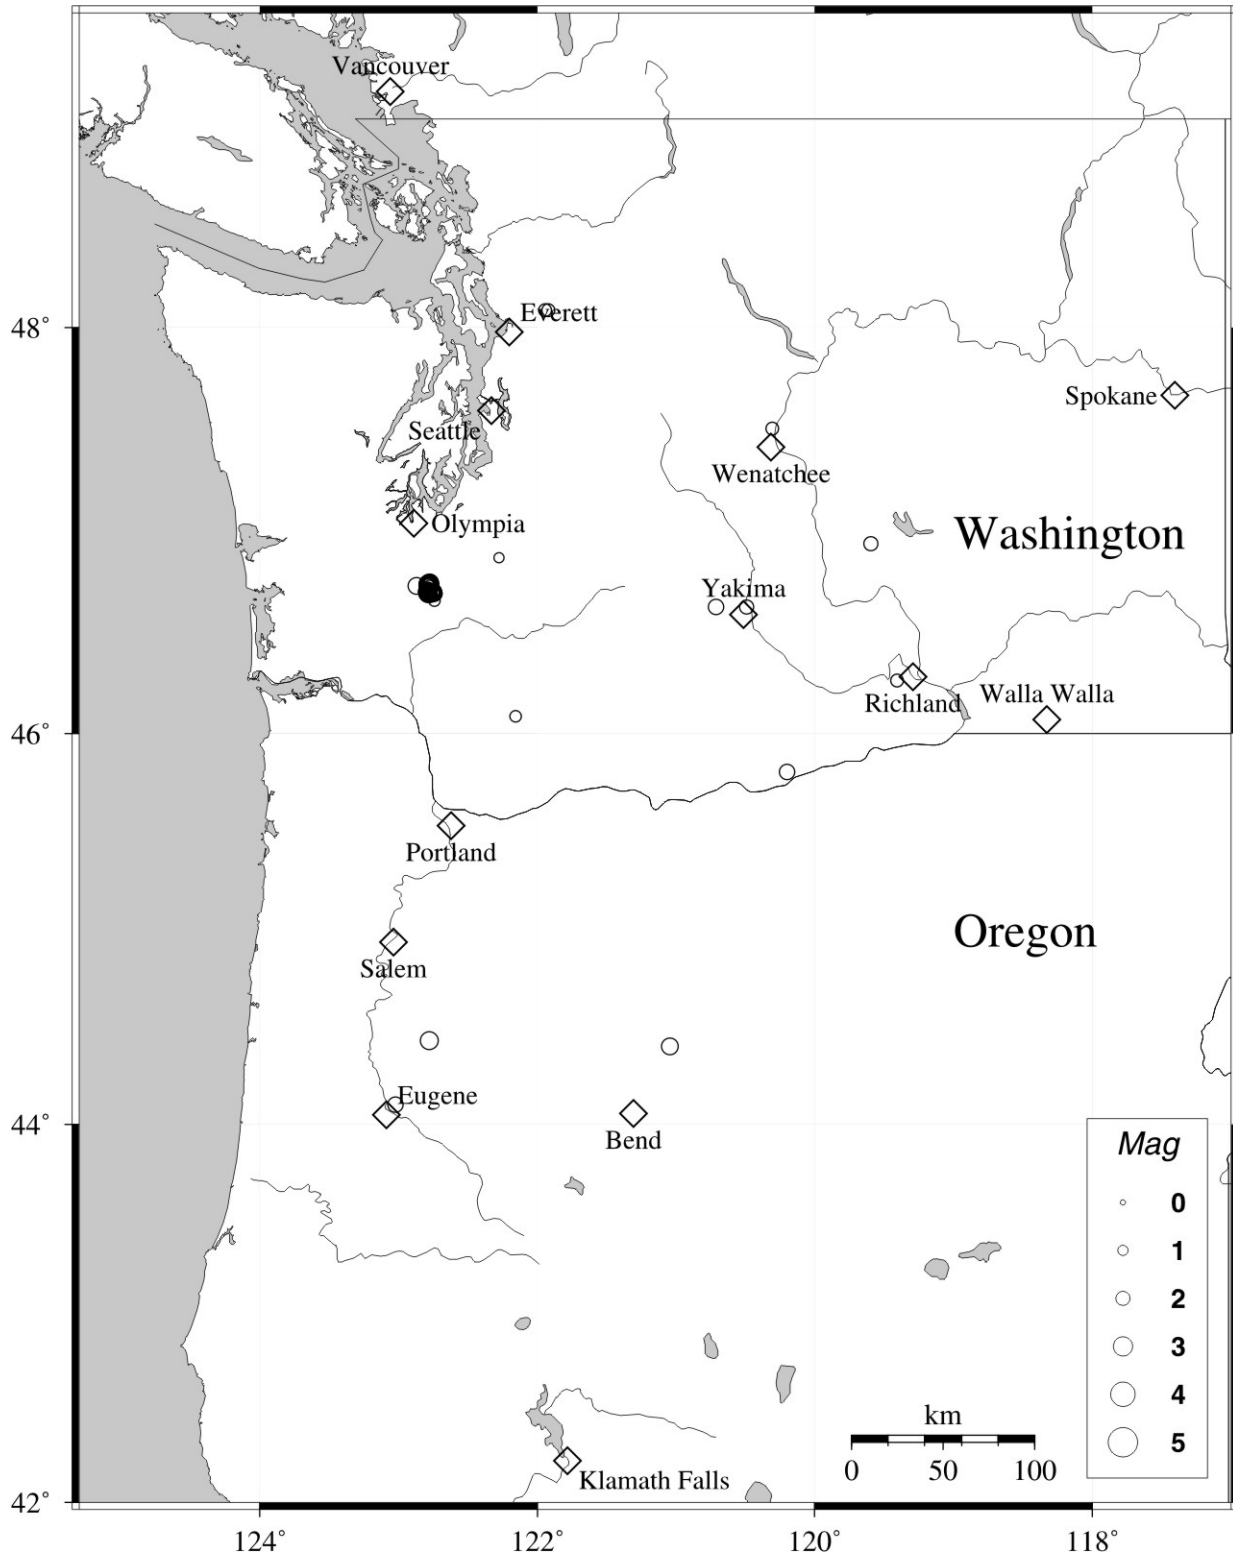 Vancouver
Everett
48°
Spokane
Seattle
Wenatchee
Olympia
Washington
Yakima
Richland
Walla Walla
46°
Portland
Oregon
Salem
Eugene
44°
Bend
Mag
0
1
2
3
4
5
km
0 50 100
Klamath Falls
42°
124° 122° 120° 118°